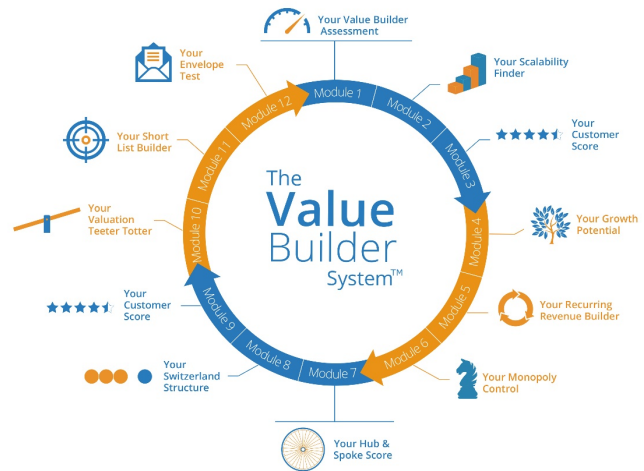 Your Value Builder
Assessment
Your Scalability
Finder
Your
Customer
Score
Your Growth
Potential
Your Recurring
Revenue Builder
Your Monopoly
Control
Your Hub &
Spoke Score
Your
Switzerland
Structure
Your
Customer
Score
Your
Valuation
Teeter Totter
Your Short
List Builder
Your
Envelope
Test
Module 1
Module 2
Module 3
Module 4
Module 5
Module 6
Module 7
Module 8
Module 9
Module 10
Module 11
Module 12
The
Value
Builder
System™